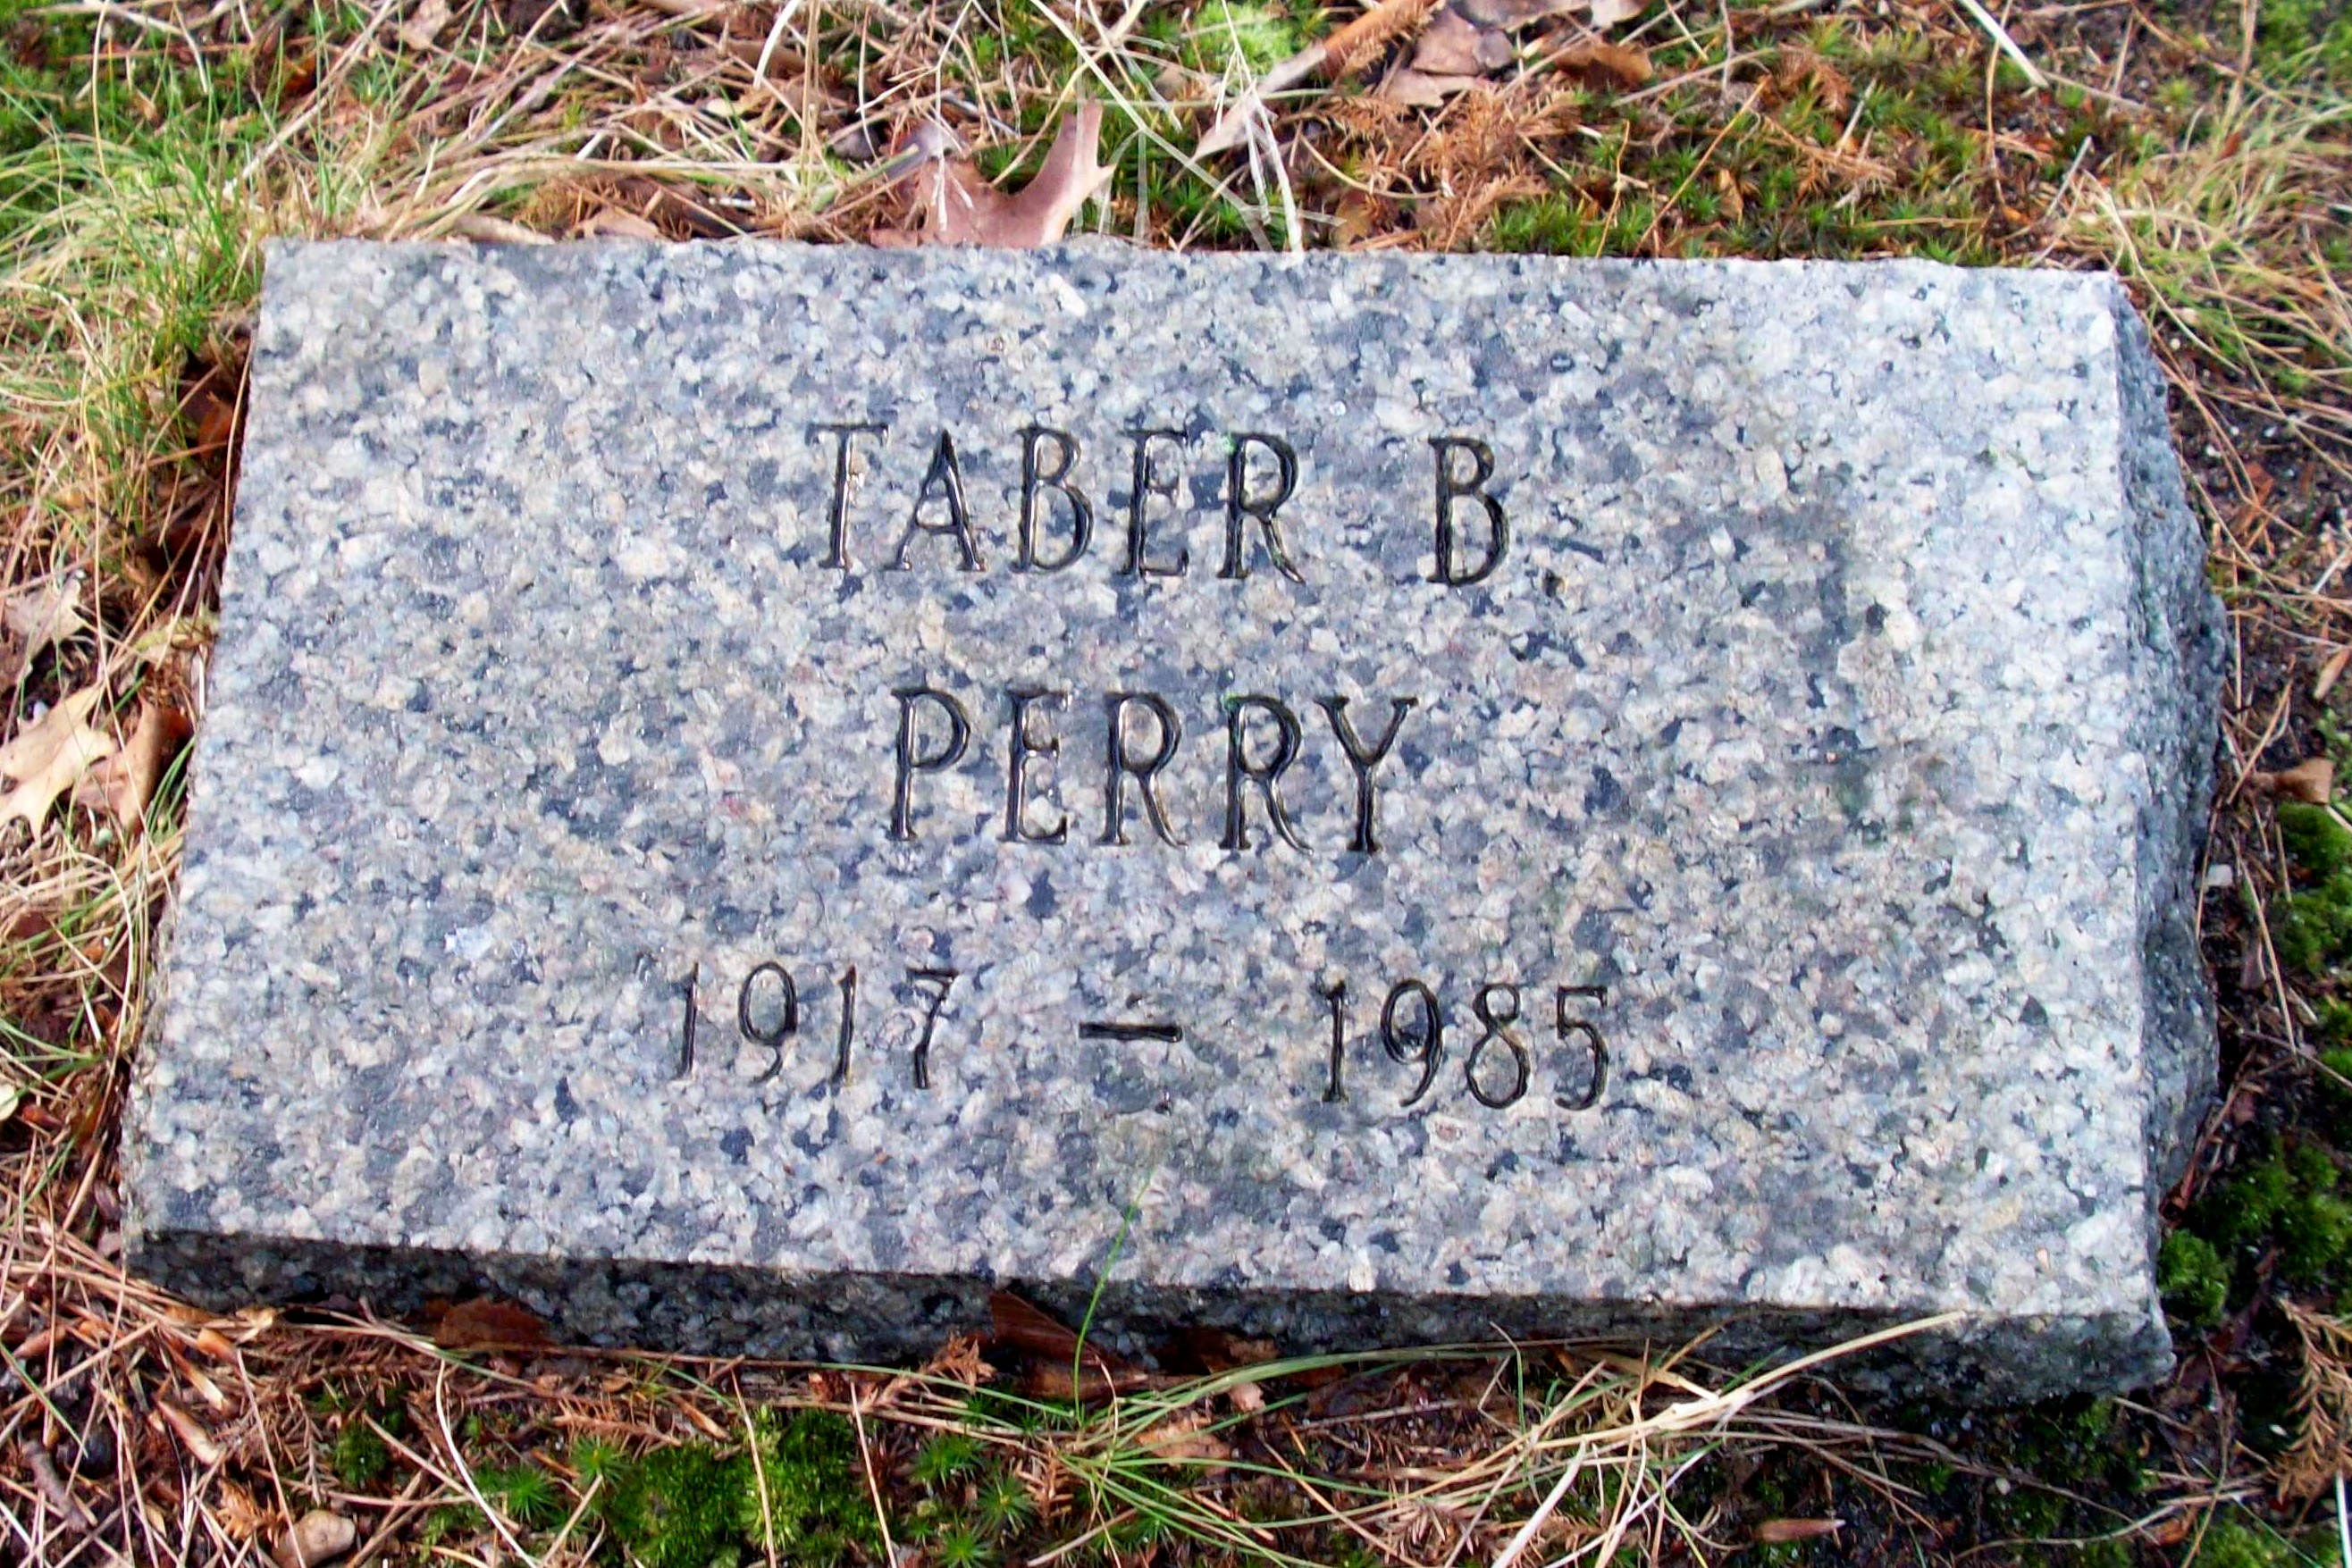 TABER B.
PERRY
1917 — 1985